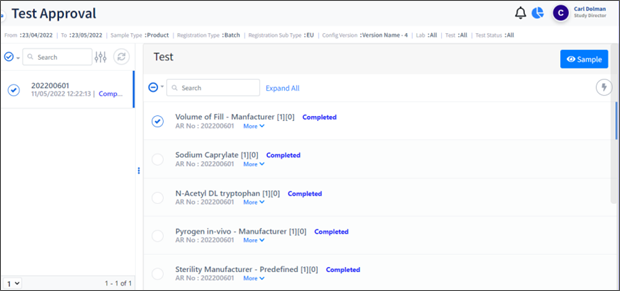 Test Approval
Carl Dolman
C
Study Director
From :23/04/2022 | To :23/05/2022 | Sample Type :Product | Registration Type :Batch | Registration Sub Type :EU | Config Version :Version Name - 4 | Lab :All | Test :All | Test Status :All
Search
Test
Sample
202200601
11/05/2022 12:22:13 | Comp...
Search
Expand All
Volume of Fill - Manfacturer [1][0] Completed
AR No : 202200601 More
Sodium Caprylate [1][0] Completed
AR No : 202200601 More
N-Acetyl DL tryptophan [1][0] Completed
AR No : 202200601 More
Pyrogen in-vivo - Manufacturer [1][0] Completed
AR No : 202200601 More
Sterility Manufacturer - Predefined [1][0] Completed
AR No : 202200601 More
1
1 - 1 of 1